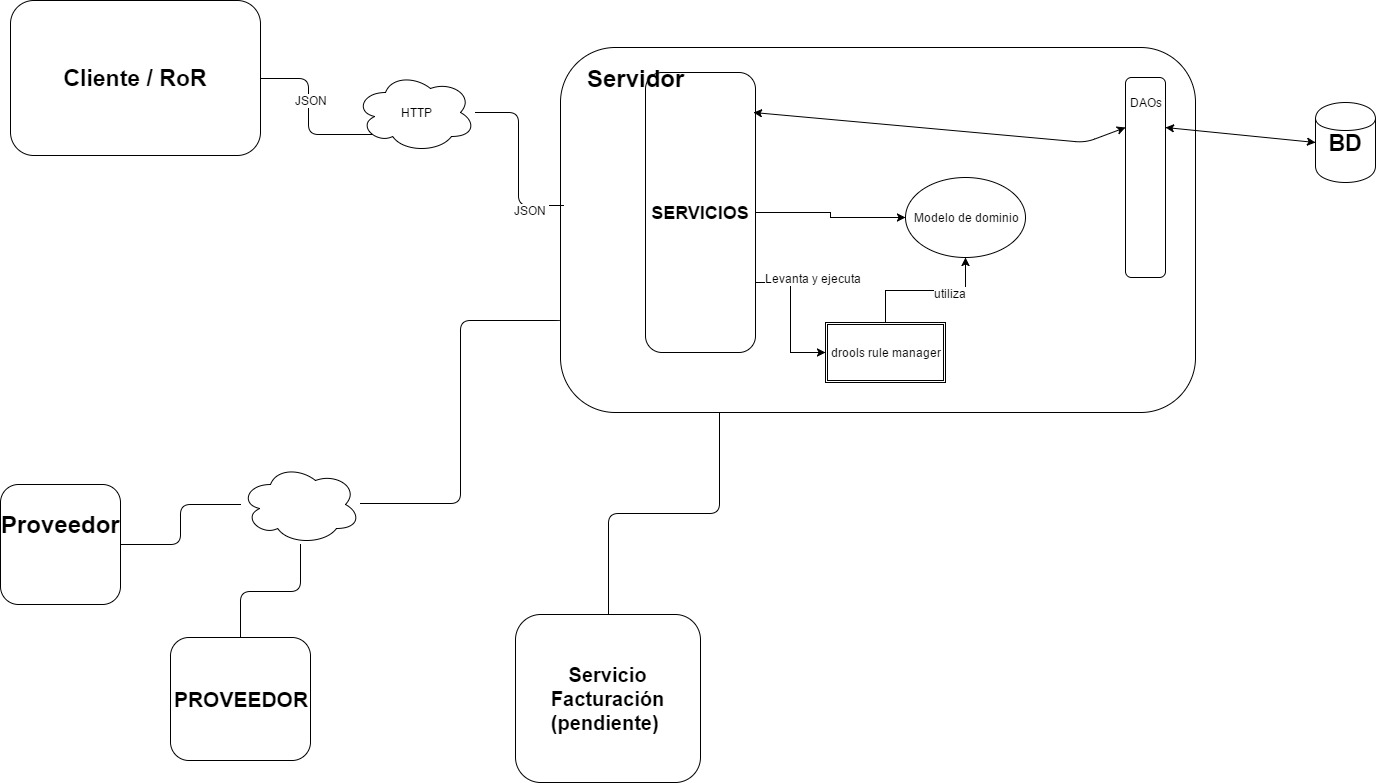 Cliente / RoR
JSON
HTTP
JSON
Servidor
SERVICIOS
DAOs
BD
Modelo de dominio
Levanta y ejecuta
utiliza
drools rule manager
Proveedor
PROVEEDOR
Servicio
Facturación
(pendiente)